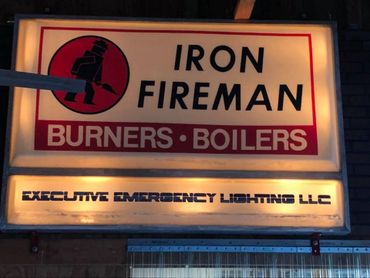 IRON
FIREMAN
BURNERS • BOILERS
EXECUTIVE EMERGENCY LIGHTING LLC